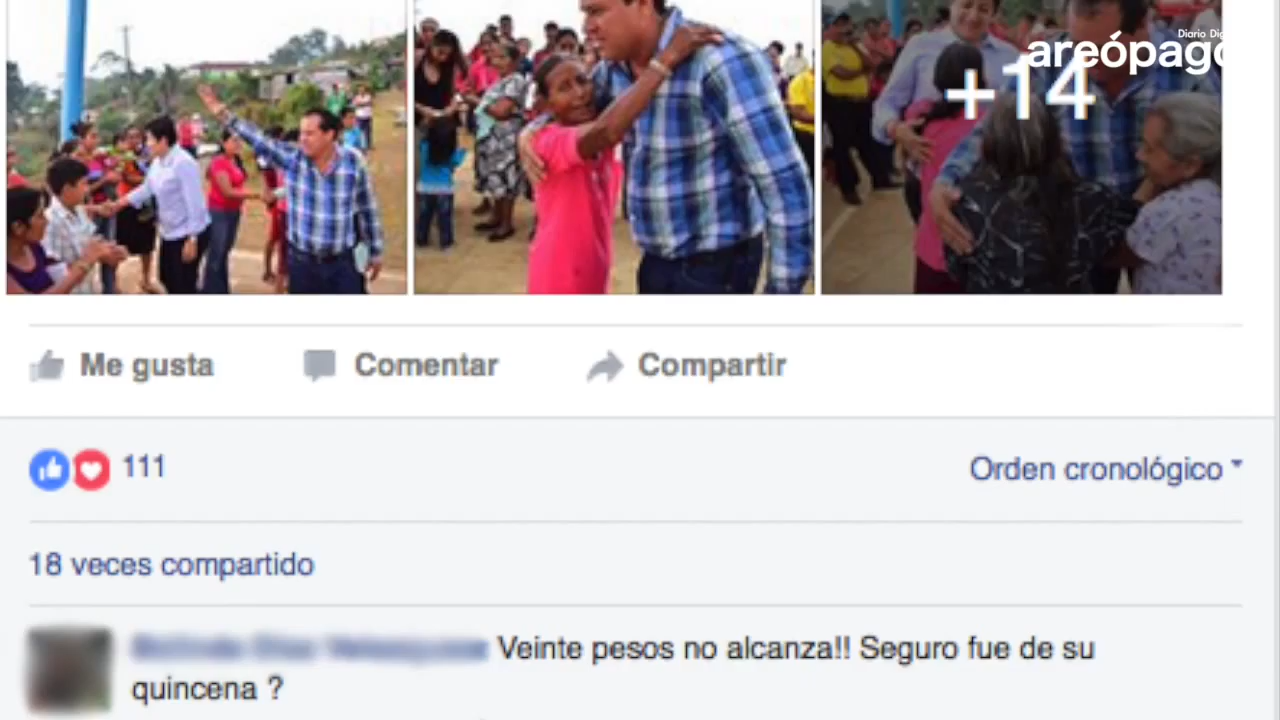 Diario
areópago
+14
Me gusta Comentar Compartir
111 Orden cronológico
18 veces compartido
Veinte pesos no alcanza!! Seguro fue de su
quincena ?